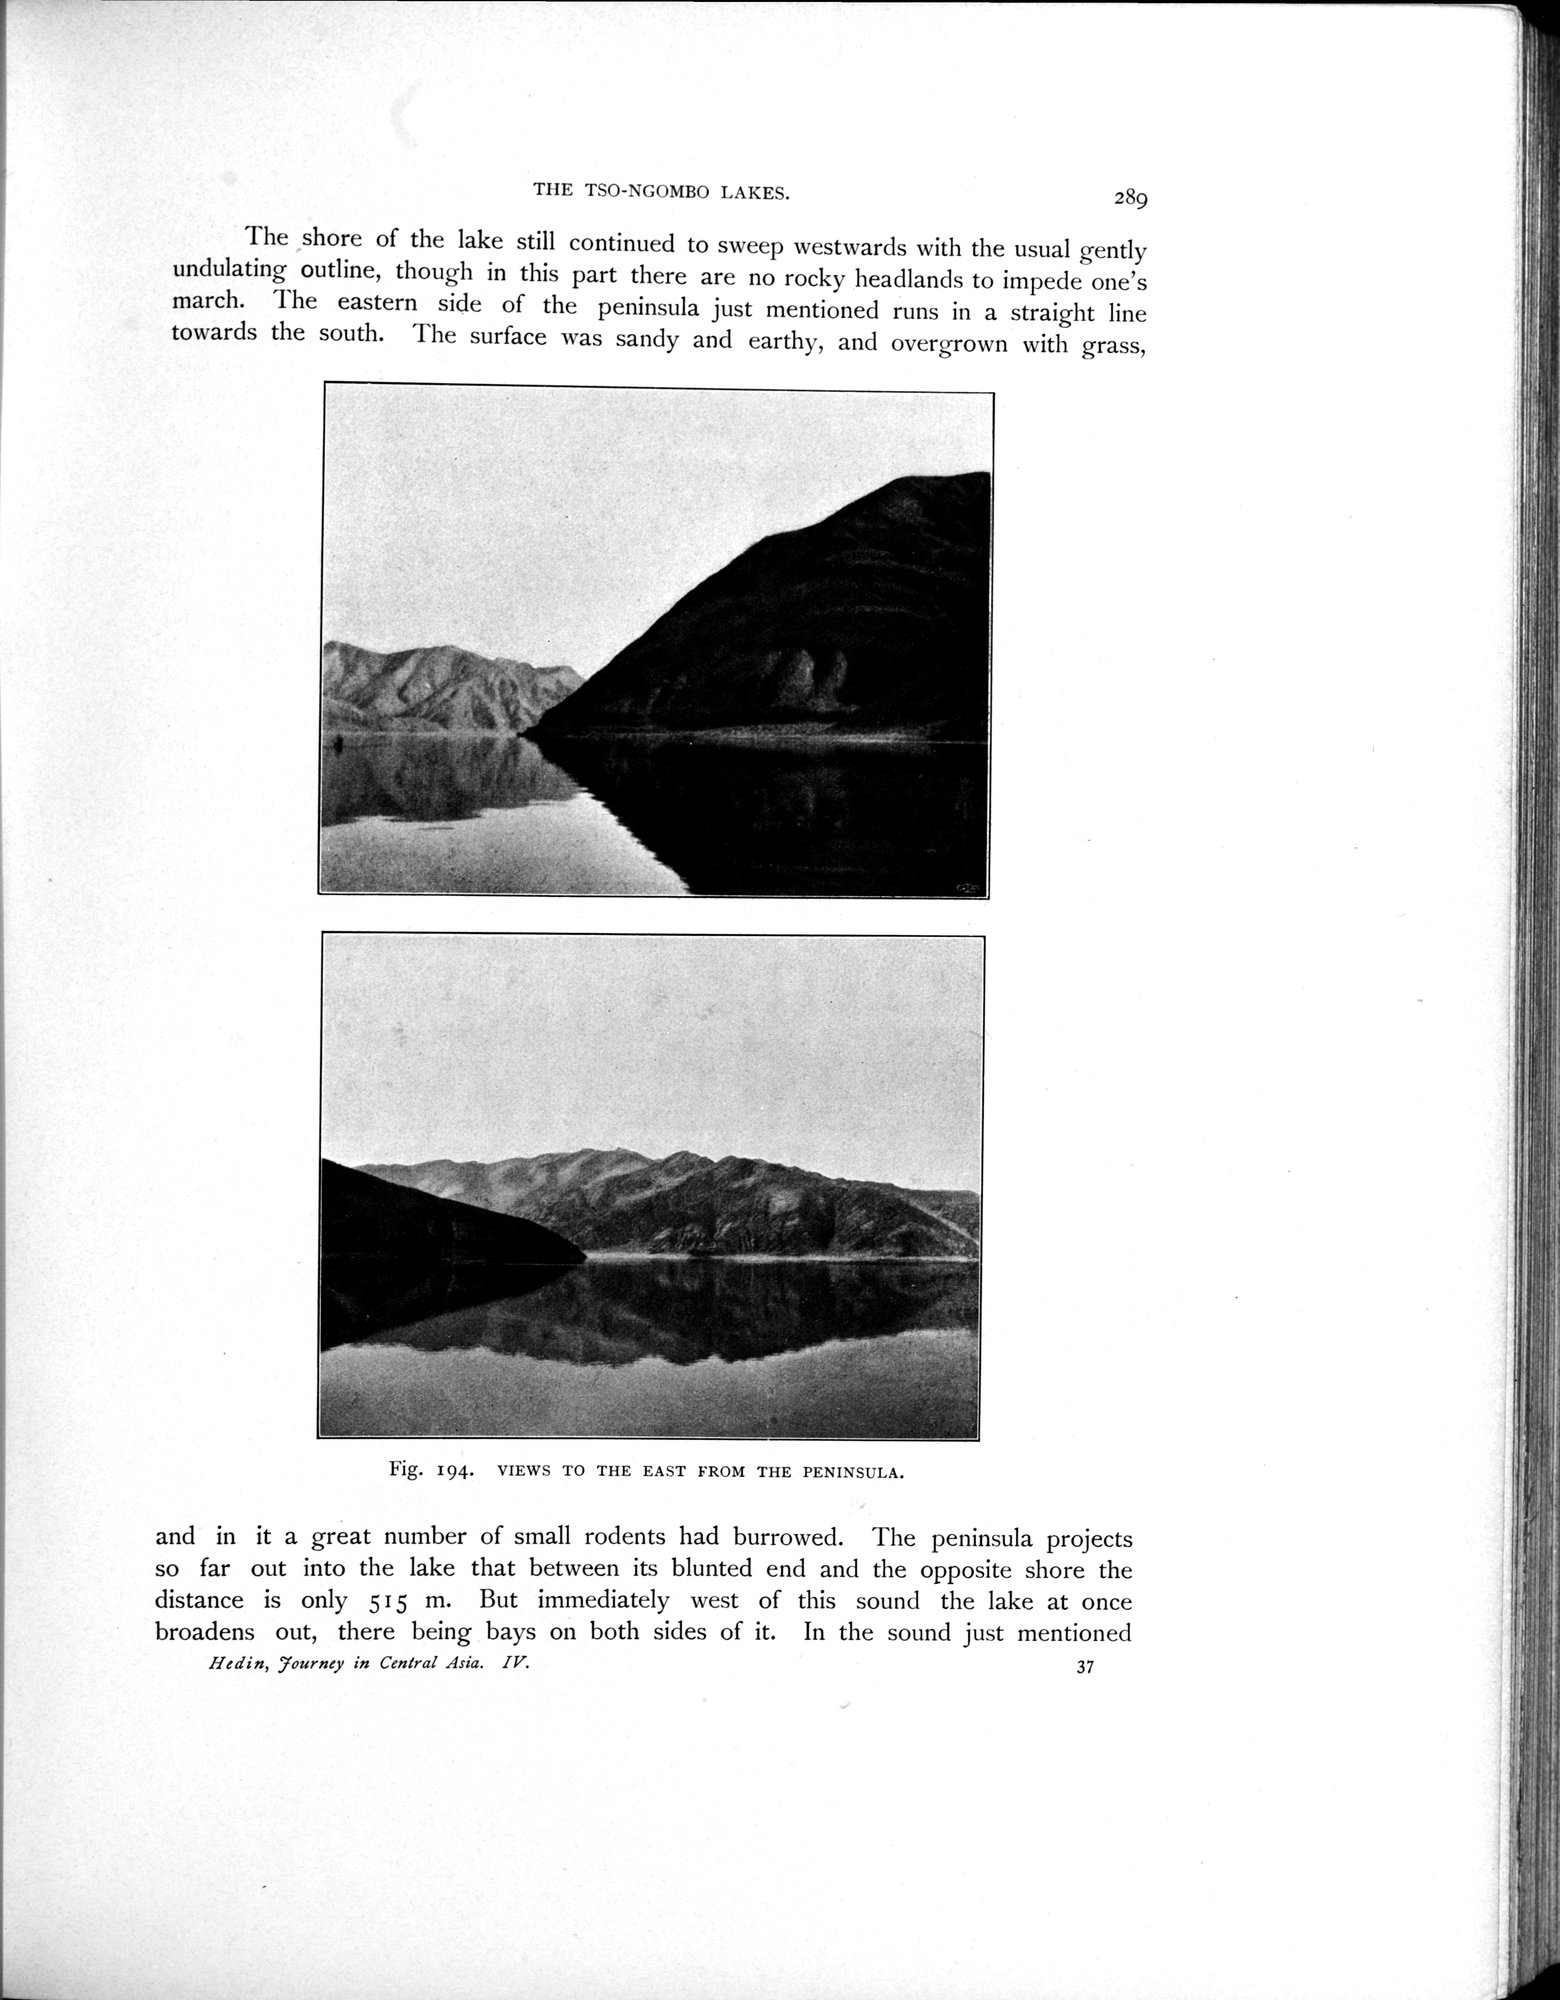 THE TSO-NGOMBO LAKES. 289
The shore of the lake still continued to sweep westwards with the usual gently
undulating outline, though in this part there are no rocky headlands to impede one's
march. The eastern side of the peninsula just mentioned runs in a straight line
towards the south. The surface was sandy and earthy, and overgrown with grass,
Fig. 194. VIEWS TO THE EAST FROM THE PENINSULA.
and in it a great number of small rodents had burrowed. The peninsula projects
so far out into the lake that between its blunted end and the opposite shore the
distance is only 515 m. But immediately west of this sound the lake at once
broadens out, there being bays on both sides of it. In the sound just mentioned
Hedin, Journey in Central Asia. IV. 37